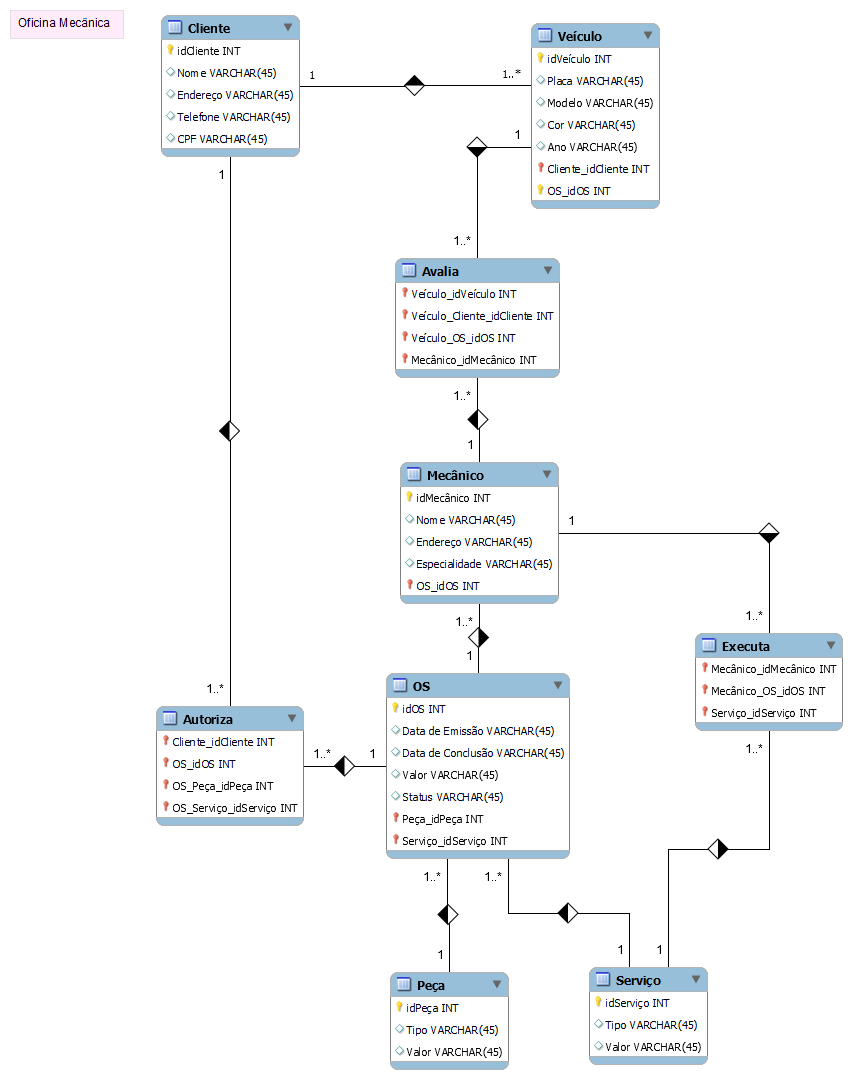 Oficina Mecânica
Cliente
idCliente INT
Nome VARCHAR(45)
Endereço VARCHAR(45)
Telefone VARCHAR(45)
CPF VARCHAR(45)
1
1..*
Veículo
idVeículo INT
Placa VARCHAR(45)
Modelo VARCHAR(45)
Cor VARCHAR(45)
Ano VARCHAR(45)
Cliente_idCliente INT
OS_idOS INT
1
1..*
Avalia
Veículo_idVeículo INT
Veículo_Cliente_idCliente INT
Veículo_OS_idOS INT
Mecânico_idMecânico INT
1..*
1
Mecânico
idMecânico INT
Nome VARCHAR(45)
Endereço VARCHAR(45)
Especialidade VARCHAR(45)
OS_idOS INT
1
1..*
Executa
Mecânico_idMecânico INT
Mecânico_OS_idOS INT
Serviço_idServiço INT
1..*
1
1..*
1
OS
idOS INT
Data de Emissão VARCHAR(45)
Data de Conclusão VARCHAR(45)
Valor VARCHAR(45)
Status VARCHAR(45)
Peça_idPeça INT
Serviço_idServiço INT
1
1..*
Autoriza
Cliente_idCliente INT
OS_idOS INT
OS_Peça_idPeça INT
OS_Serviço_idServiço INT
1..*
1
1..*
1
1..*
1
Peça
idPeça INT
Tipo VARCHAR(45)
Valor VARCHAR(45)
Serviço
idServiço INT
Tipo VARCHAR(45)
Valor VARCHAR(45)